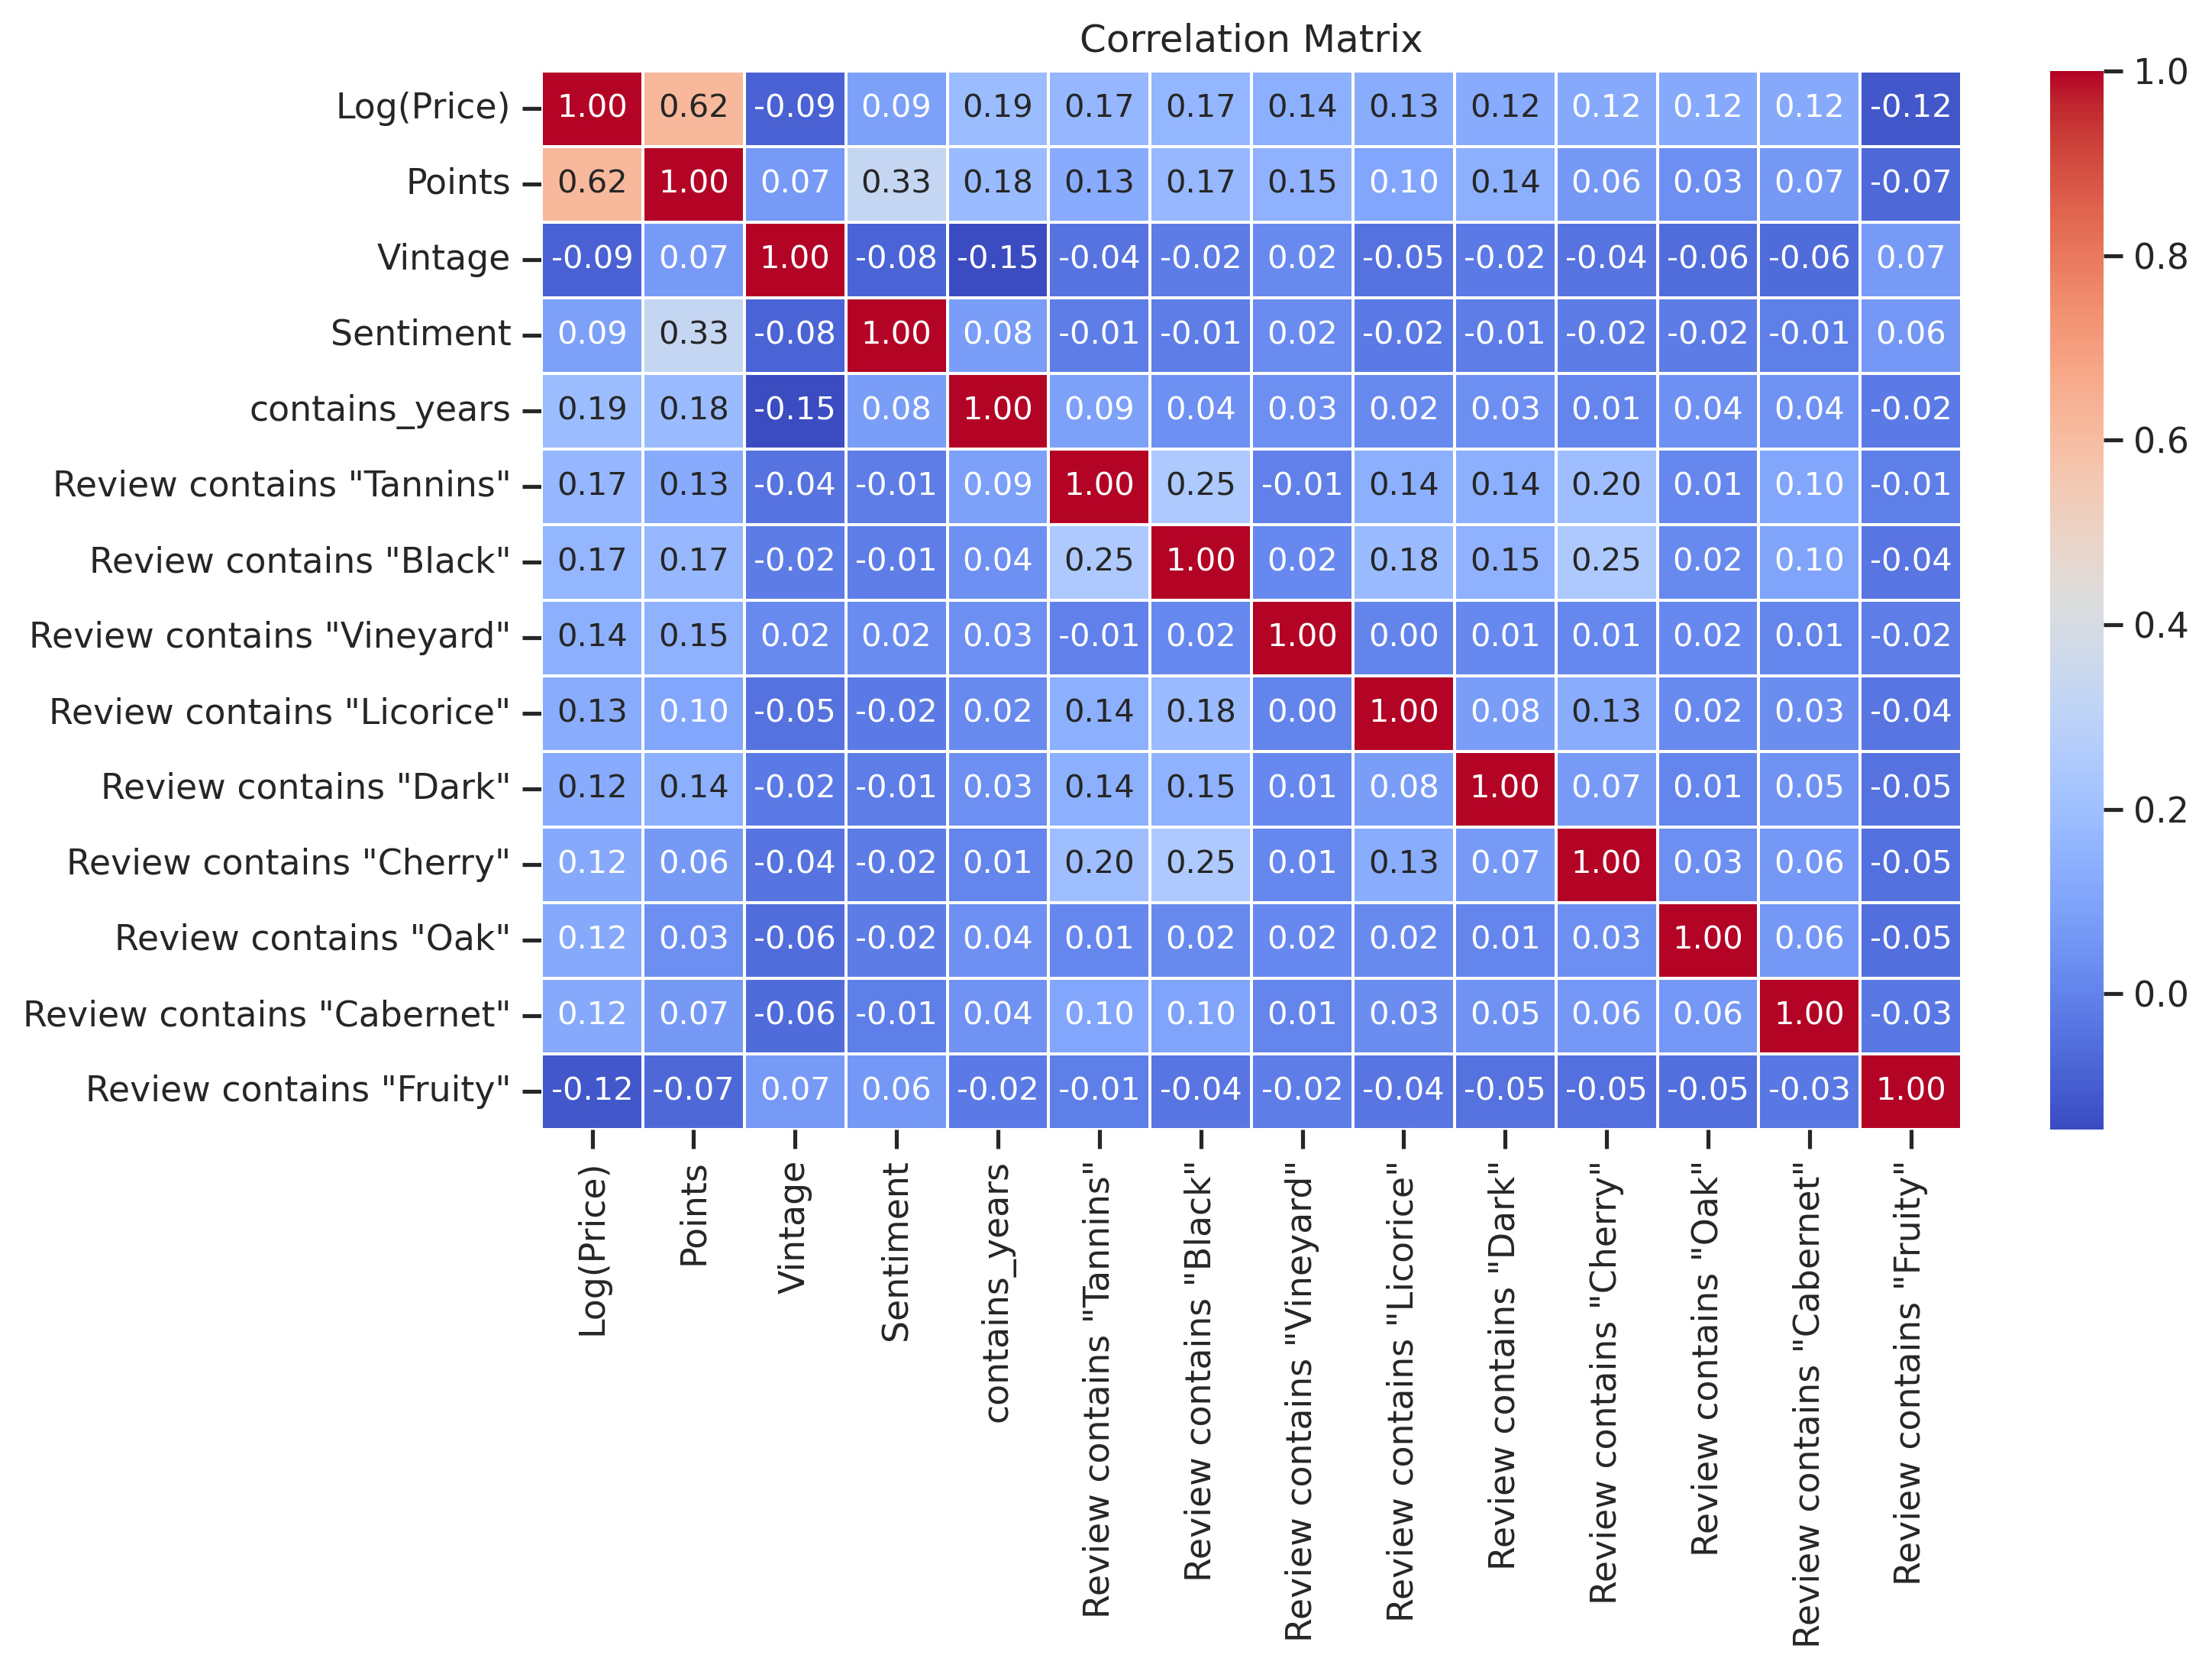 Correlation Matrix
Log(Price) 1.00 0.62 -0.09 0.09 0.19 0.17 0.17 0.14 0.13 0.12 0.12 0.12 0.12 -0.12
Points 0.62 1.00 0.07 0.33 0.18 0.13 0.17 0.15 0.10 0.14 0.06 0.03 0.07 -0.07
Vintage -0.09 0.07 1.00 -0.08 -0.15 -0.04 -0.02 0.02 -0.05 -0.02 -0.04 -0.06 -0.06 0.07
Sentiment 0.09 0.33 -0.08 1.00 0.08 -0.01 -0.01 0.02 -0.02 -0.01 -0.02 -0.02 -0.01 0.06
contains_years 0.19 0.18 -0.15 0.08 1.00 0.09 0.04 0.03 0.02 0.03 0.01 0.04 0.04 -0.02
Review contains "Tannins" 0.17 0.13 -0.04 -0.01 0.09 1.00 0.25 -0.01 0.14 0.14 0.20 0.01 0.10 -0.01
Review contains "Black" 0.17 0.17 -0.02 -0.01 0.04 0.25 1.00 0.02 0.18 0.15 0.25 0.02 0.10 -0.04
Review contains "Vineyard" 0.14 0.15 0.02 0.02 0.03 -0.01 0.02 1.00 0.00 0.01 0.01 0.02 0.01 -0.02
Review contains "Licorice" 0.13 0.10 -0.05 -0.02 0.02 0.14 0.18 0.00 1.00 0.08 0.13 0.02 0.03 -0.04
Review contains "Dark" 0.12 0.14 -0.02 -0.01 0.03 0.14 0.15 0.01 0.08 1.00 0.07 0.01 0.05 -0.05
Review contains "Cherry" 0.12 0.06 -0.04 -0.02 0.01 0.20 0.25 0.01 0.13 0.07 1.00 0.03 0.06 -0.05
Review contains "Oak" 0.12 0.03 -0.06 -0.02 0.04 0.01 0.02 0.02 0.02 0.01 0.03 1.00 0.06 -0.05
Review contains "Cabernet" 0.12 0.07 -0.06 -0.01 0.04 0.10 0.10 0.01 0.03 0.05 0.06 0.06 1.00 -0.03
Review contains "Fruity" -0.12 -0.07 0.07 0.06 -0.02 -0.01 -0.04 -0.02 -0.04 -0.05 -0.05 -0.05 -0.03 1.00
Log(Price)
Points
Vintage
Sentiment
contains_years
Review contains "Tannins"
Review contains "Black"
Review contains "Vineyard"
Review contains "Licorice"
Review contains "Dark"
Review contains "Cherry"
Review contains "Oak"
Review contains "Cabernet"
Review contains "Fruity"
1.0
0.8
0.6
0.4
0.2
0.0